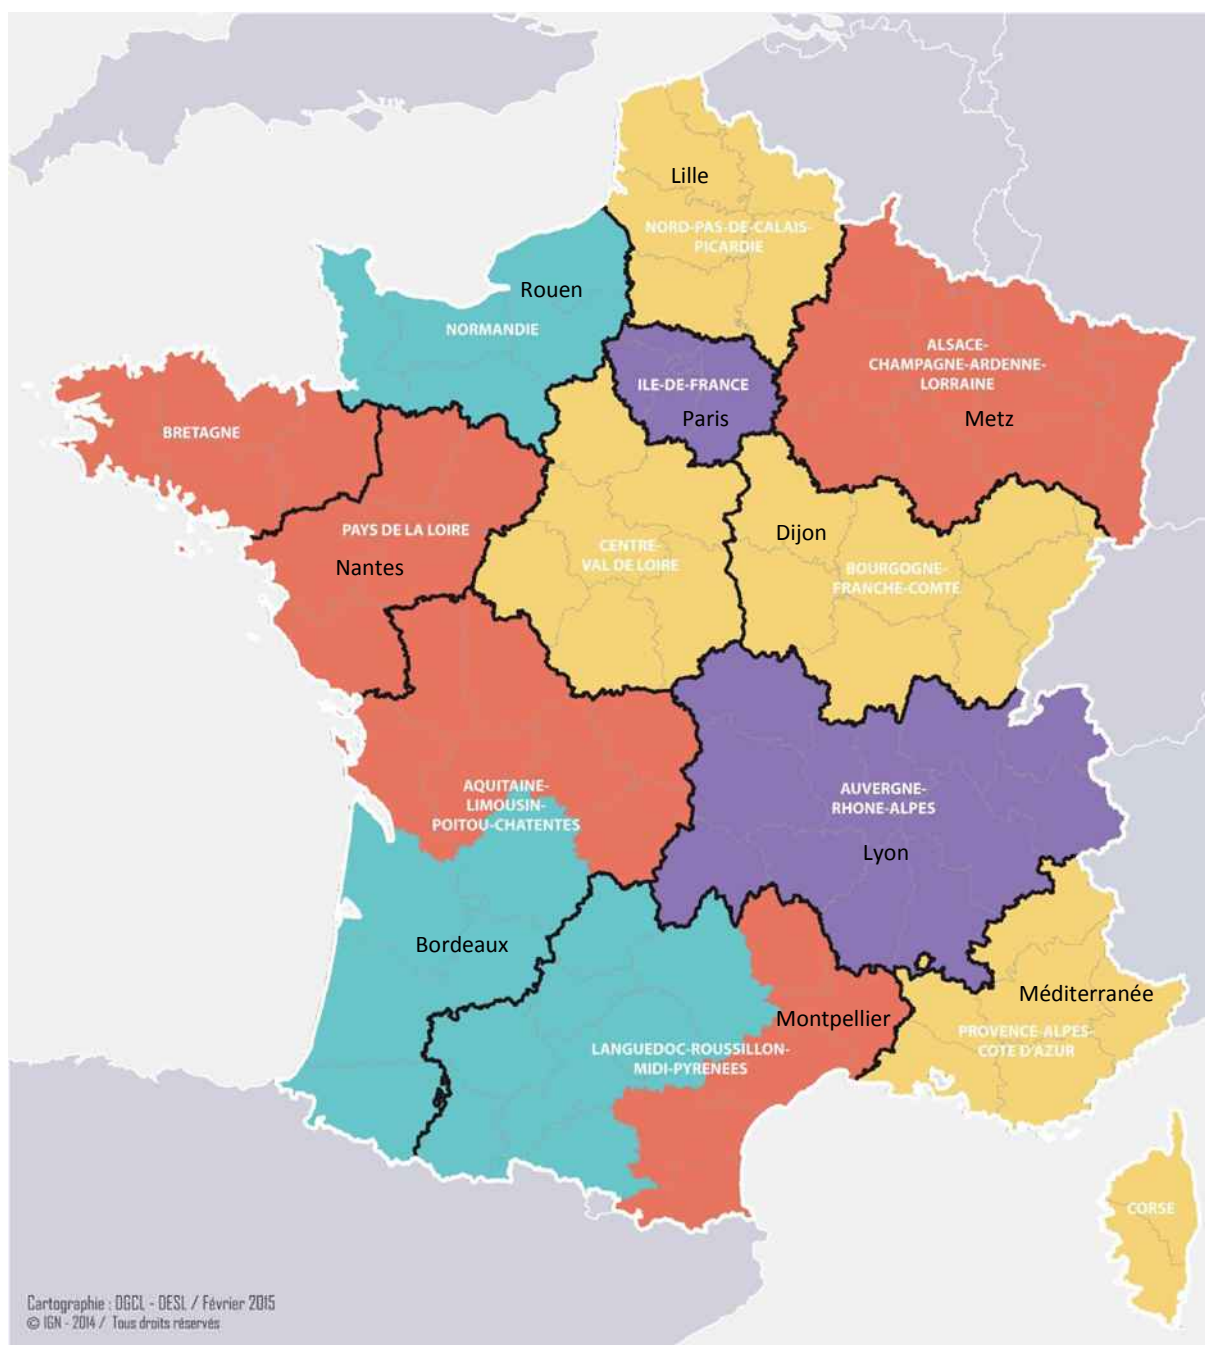 Lille
NORD-PAS-DE-CALAIS-
PICARDIE
Rouen
NORMANDIE
ALSACE-
CHAMPAGNE-ARDENNE-
LORRAINE
Metz
ILE-DE-FRANCE
Paris
BRETAGNE
PAYS DE LA LOIRE
Nantes
CENTRE-
VAL DE LOIRE
Dijon
BOURGOGNE-
FRANCHE-COMTE
AQUITAINE-
LIMOUSIN-
POITOU-CHATENTES
AUVERGNE-
RHONE-ALPES
Lyon
Bordeaux
Méditerranée
Montpellier
PROVENCE-ALPES-
COTE D'AZUR
LANGUEDOC-ROUSSILLON-
MIDI-PYRENEES
CORSE
Cartographie : DGCL - DESL / Février 2015
© IGN - 2014 / Tous droits réservés